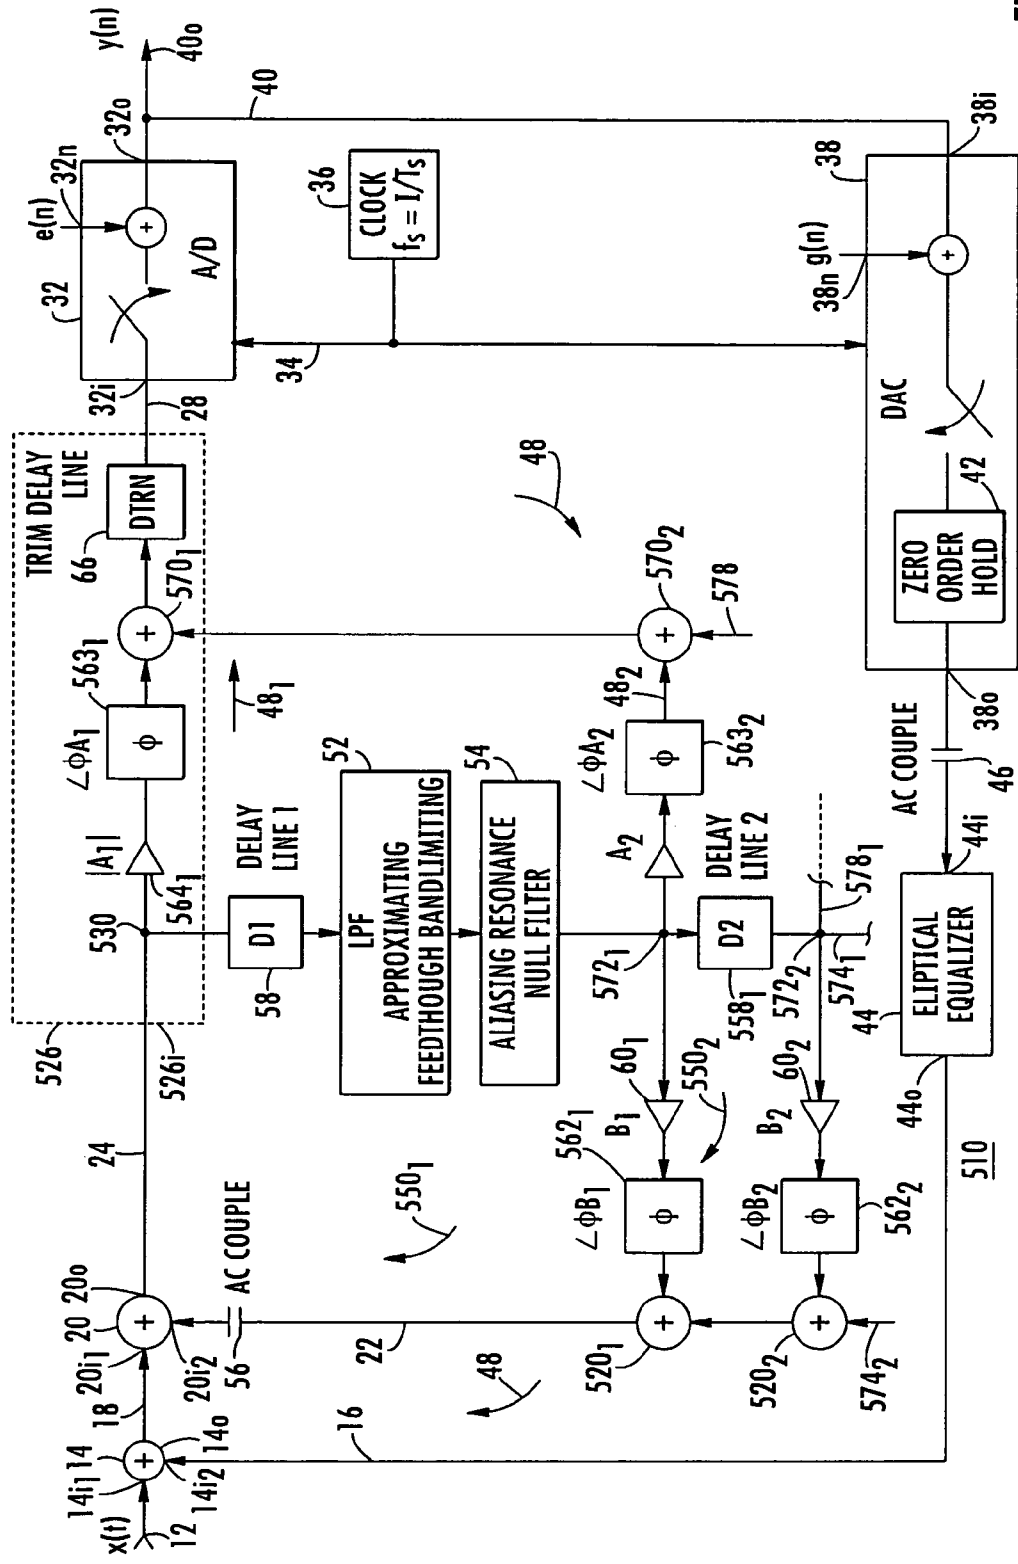 x(t)
12
14i1
14
14o
14i2
18
20i1
20
20o
20i2
56
AC COUPLE
22
24
526
526i
530
|A1|
5641
∠ϕA1
5631
ϕ
5701
+
66
DTRN
TRIM DELAY
LINE
28
32i
32
A/D
e(n)
32n
32o
+
y(n)
40o
40
34
36
CLOCK
fs = I/Ts
48
16
5501
481
D1
58
DELAY
LINE 1
52
LPF
APPROXIMATING
FEEDTHOUGH BANDLIMITING
54
ALIASING RESONANCE
NULL FILTER
5721
A2
∠ϕA2
ϕ
5632
482
5702
+
578
48
DELAY
LINE 2
D2
5581
5722
5781
5741
B1
601
5502
5621
∠ϕB1
ϕ
5201
+
B2
602
∠ϕB2
ϕ
5622
5202
+
5742
44
ELIPTICAL
EQUALIZER
44o
44i
46
AC COUPLE
38o
ZERO
ORDER
HOLD
42
DAC
38n
g(n)
+
38
38i
510